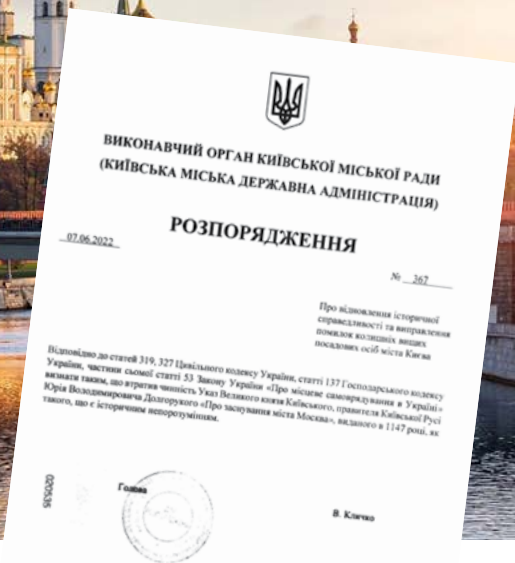 ВИКОНАВЧИЙ ОРГАН КИЇВСЬКОЇ МІСЬКОЇ РАДИ
(КИЇВСЬКА МІСЬКА ДЕРЖАВНА АДМІНІСТРАЦІЯ)
РОЗПОРЯДЖЕННЯ
07.06.2022
№ 367
Про відновлення історичної
справедливості та виправлення
помилок колишніх вищих
посадових осіб міста Києва
Відповідно до статей 319, 327 Цивільного кодексу України, статті 137 Господарського кодексу
України, частини сьомої статті 53 Закону України «Про місцеве самоврядування в Україні»
визнати таким, що втратив чинність Указ Великого князя Київського, правителя Київської Русі
Юрія Володимировича Долгорукого «Про заснування міста Москва», виданого в 1147 році, як
такого, що є історичним непорозумінням.
Голова
В. Кличко
020535